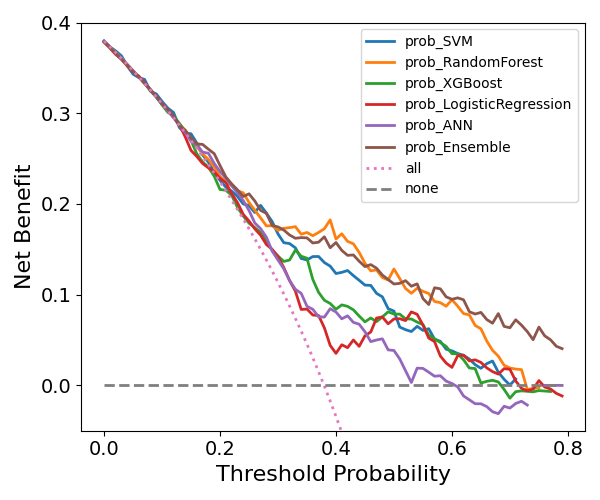 Net Benefit
0.4
0.3
0.2
0.1
0.0
prob_SVM
prob_RandomForest
prob_XGBoost
prob_LogisticRegression
prob_ANN
prob_Ensemble
all
none
0.0 0.2 0.4 0.6 0.8
Threshold Probability